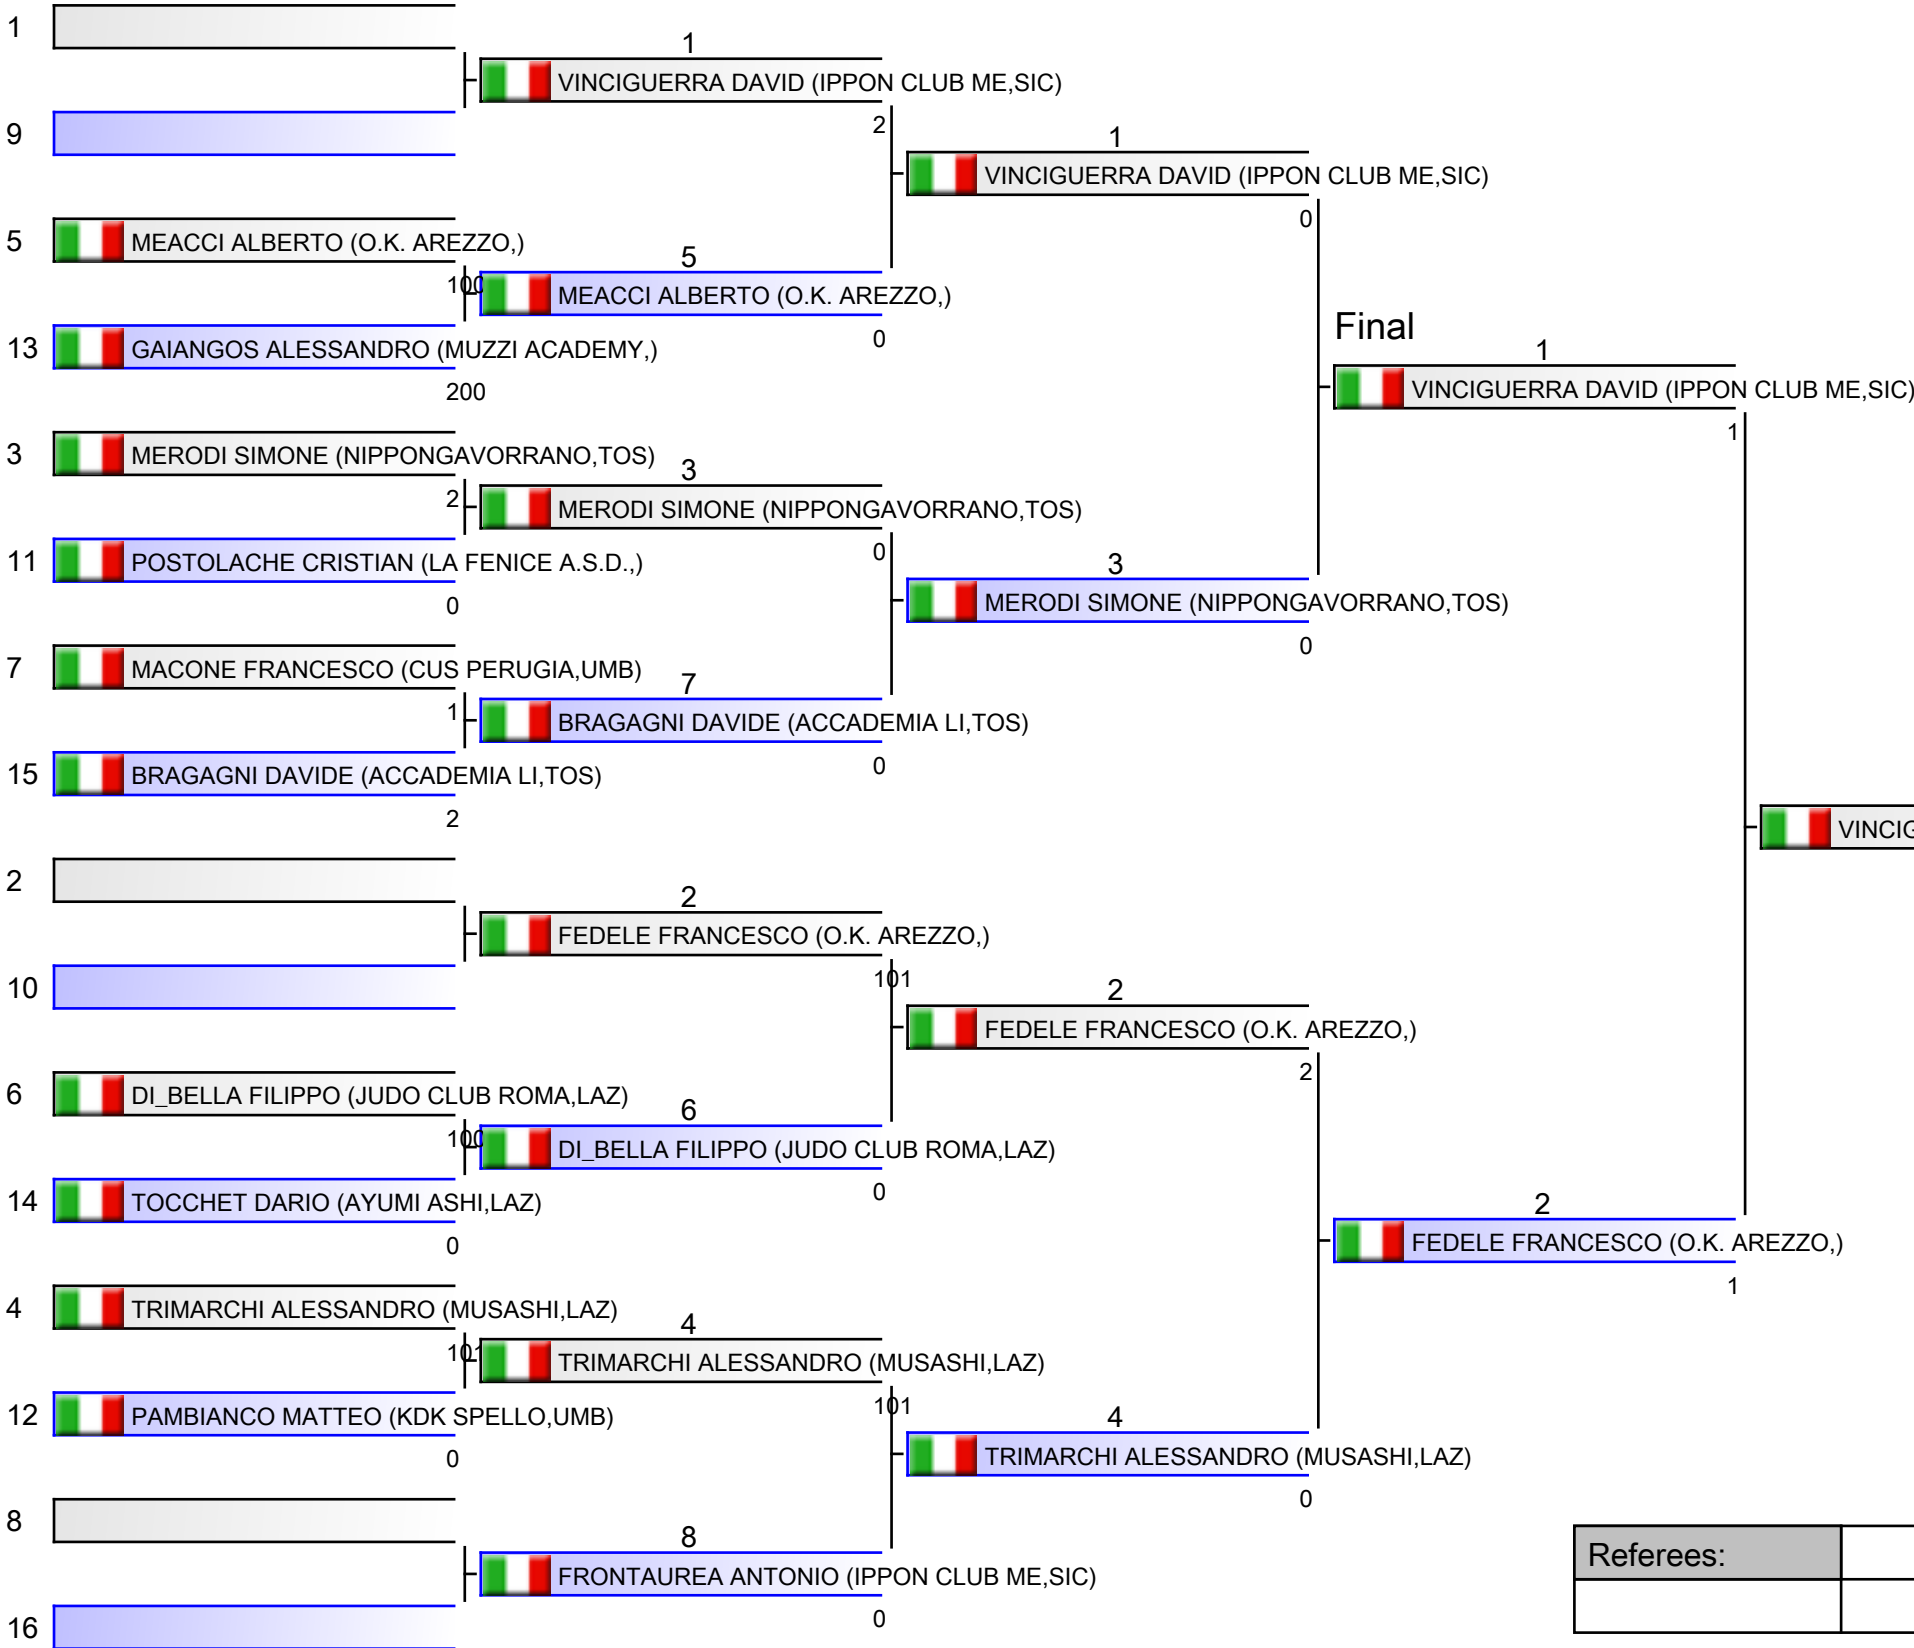 1
1
VINCIGUERRA DAVID (IPPON CLUB ME,SIC)
9
2
1
VINCIGUERRA DAVID (IPPON CLUB ME,SIC)
0
5
MEACCI ALBERTO (O.K. AREZZO,)
100
5
MEACCI ALBERTO (O.K. AREZZO,)
0
13
GAIANGOS ALESSANDRO (MUZZI ACADEMY,)
200
Final
1
VINCIGUERRA DAVID (IPPON CLUB ME,SIC)
1
3
MERODI SIMONE (NIPPONGAVORRANO,TOS)
2
3
MERODI SIMONE (NIPPONGAVORRANO,TOS)
0
11
POSTOLACHE CRISTIAN (LA FENICE A.S.D.,)
0
3
MERODI SIMONE (NIPPONGAVORRANO,TOS)
0
7
MACONE FRANCESCO (CUS PERUGIA,UMB)
1
7
BRAGAGNI DAVIDE (ACCADEMIA LI,TOS)
0
15
BRAGAGNI DAVIDE (ACCADEMIA LI,TOS)
2
2
2
FEDELE FRANCESCO (O.K. AREZZO,)
101
10
2
FEDELE FRANCESCO (O.K. AREZZO,)
2
6
DI_BELLA FILIPPO (JUDO CLUB ROMA,LAZ)
100
6
DI_BELLA FILIPPO (JUDO CLUB ROMA,LAZ)
0
14
TOCCHET DARIO (AYUMI ASHI,LAZ)
0
2
FEDELE FRANCESCO (O.K. AREZZO,)
1
4
TRIMARCHI ALESSANDRO (MUSASHI,LAZ)
4
TRIMARCHI ALESSANDRO (MUSASHI,LAZ)
101
12
PAMBIANCO MATTEO (KDK SPELLO,UMB)
0
4
TRIMARCHI ALESSANDRO (MUSASHI,LAZ)
0
8
8
FRONTAUREA ANTONIO (IPPON CLUB ME,SIC)
0
16
Referees: